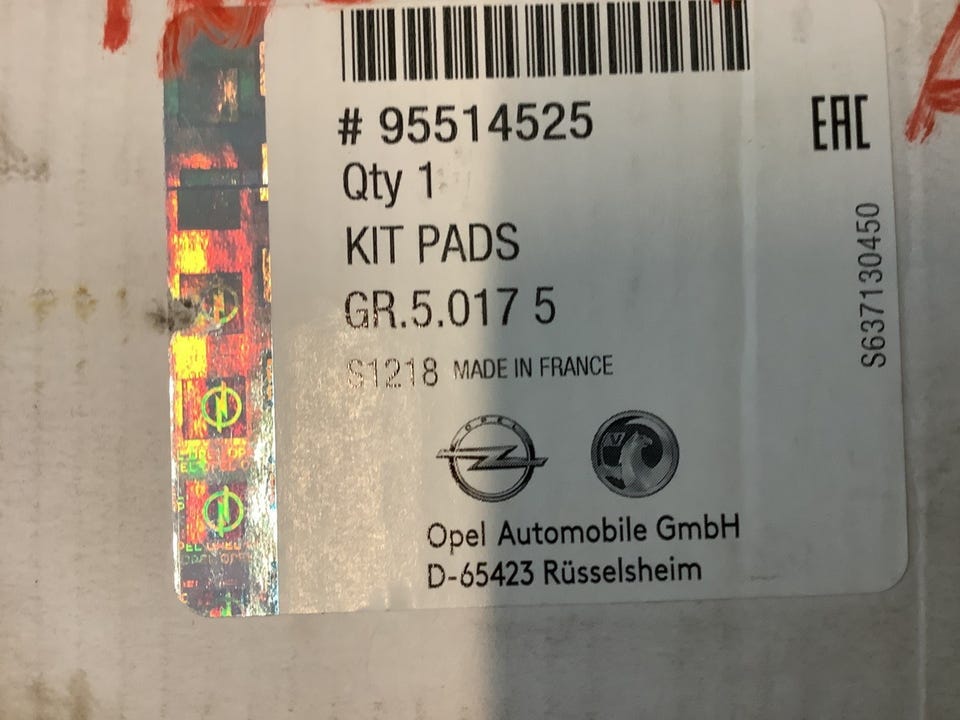 # 95514525
EAC
Qty 1
KIT PADS
GR.5.017 5
S1218 MADE IN FRANCE
S637130450
OPEL
Opel Automobile GmbH
D-65423 Rüsselsheim